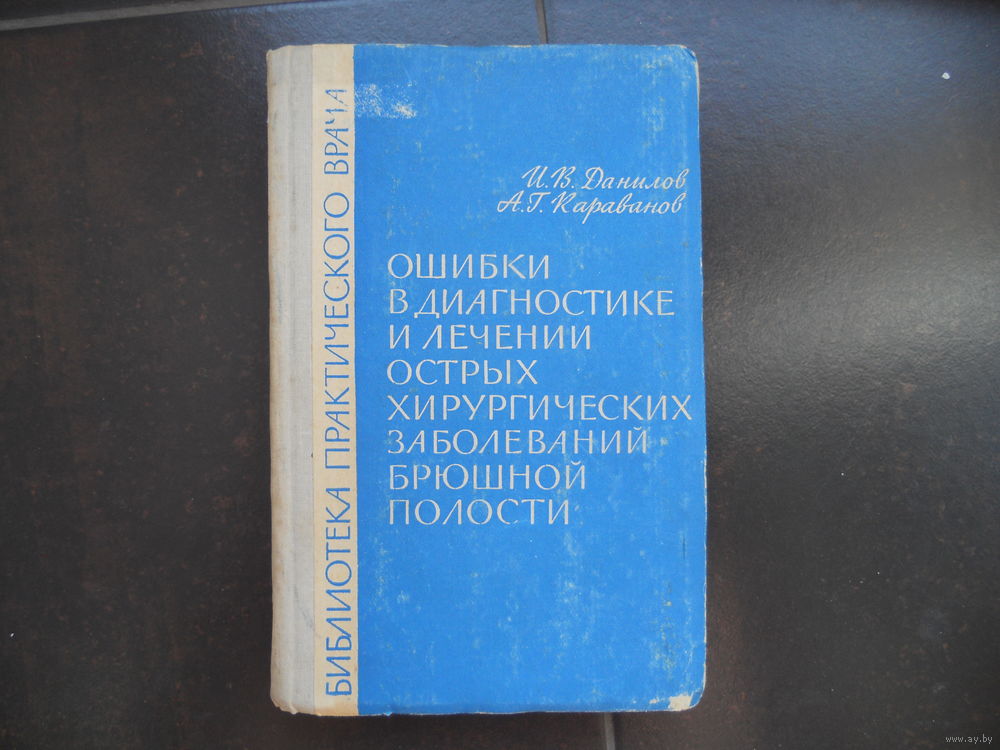 БИБЛИОТЕКА ПРАКТИЧЕСКОГО ВРАЧА
И.В. Данилов
А.Г. Караванов
ОШИБКИ
В ДИАГНОСТИКЕ
И ЛЕЧЕНИИ
ОСТРЫХ
ХИРУРГИЧЕСКИХ
ЗАБОЛЕВАНИЙ
БРЮШНОЙ
ПОЛОСТИ
www.ay.by